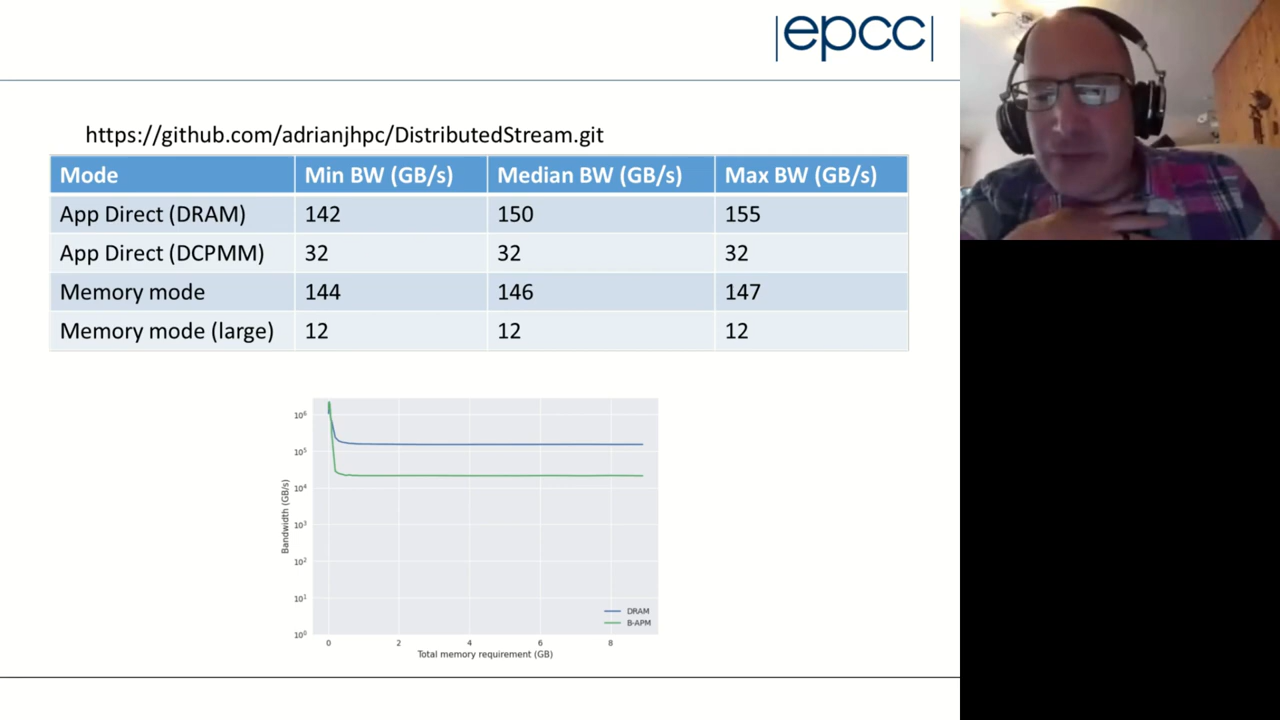 |epcc|
https://github.com/adrianjhpc/DistributedStream.git
Mode Min BW (GB/s) Median BW (GB/s) Max BW (GB/s)
App Direct (DRAM) 142 150 155
App Direct (DCPMM) 32 32 32
Memory mode 144 146 147
Memory mode (large) 12 12 12
10⁶
10⁵
10⁴
10³
10²
10¹
10⁰
Bandwidth (GB/s)
DRAM
B-APM
0 2 4 6 8
Total memory requirement (GB)